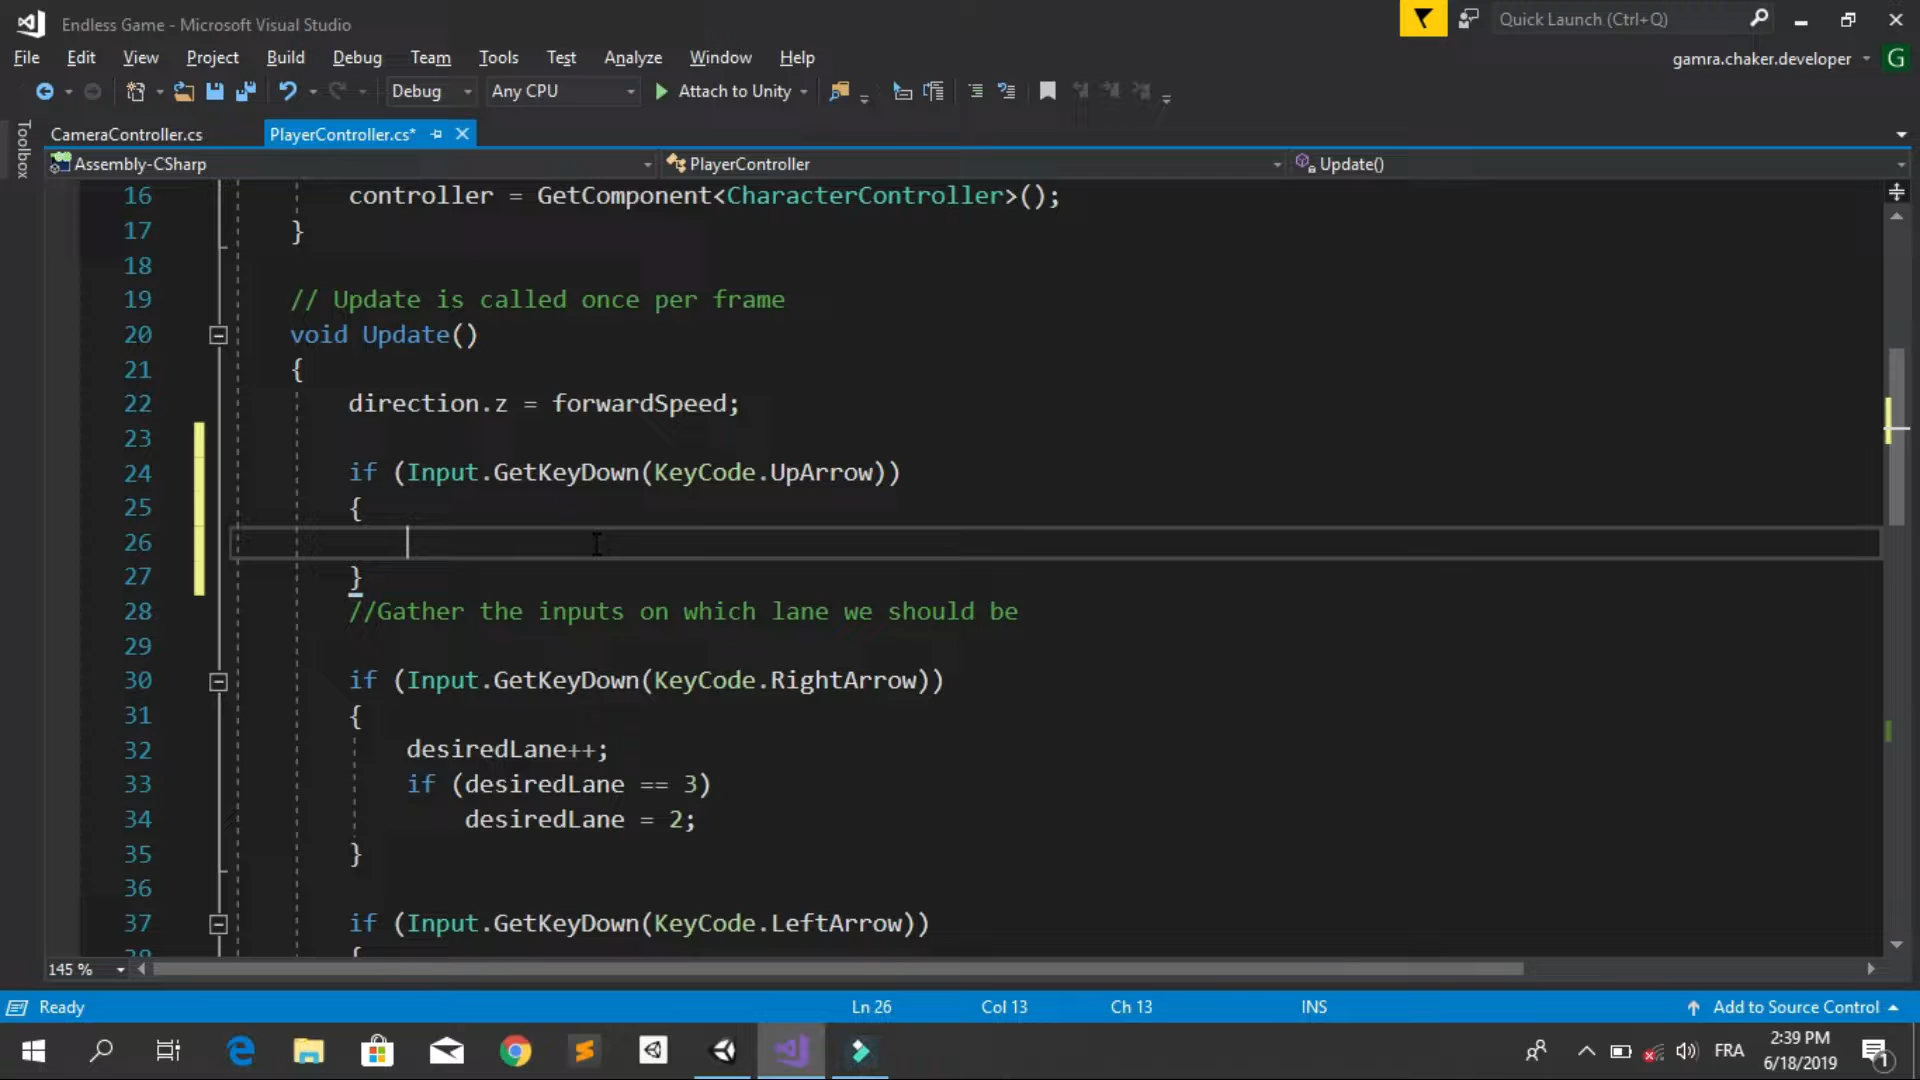 Endless Game - Microsoft Visual Studio
Quick Launch (Ctrl+Q)
File Edit View Project Build Debug Team Tools Test Analyze Window Help
gamra.chaker.developer G
Debug Any CPU Attach to Unity
Toolbox
CameraController.cs PlayerController.cs*
Assembly-CSharp PlayerController Update()
16 controller = GetComponent<CharacterController>();
17 }
18
19 // Update is called once per frame
20 void Update()
21 {
22 direction.z = forwardSpeed;
23
24 if (Input.GetKeyDown(KeyCode.UpArrow))
25 {
26
27 }
28 //Gather the inputs on which lane we should be
29
30 if (Input.GetKeyDown(KeyCode.RightArrow))
31 {
32 desiredLane++;
33 if (desiredLane == 3)
34 desiredLane = 2;
35 }
36
37 if (Input.GetKeyDown(KeyCode.LeftArrow))
38 {
145 %
Ready Ln 26 Col 13 Ch 13 INS Add to Source Control
FRA 2:39 PM
6/18/2019 1